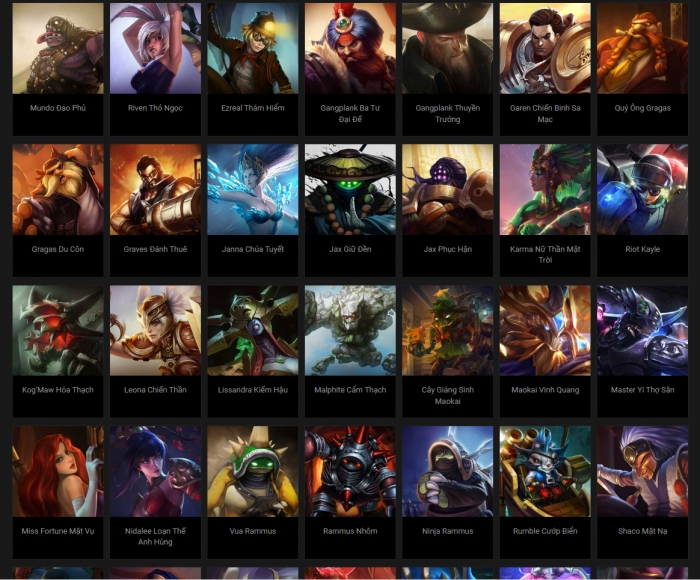 Mundo Đao Phủ
Riven Thỏ Ngọc
Ezreal Thám Hiểm
Gangplank Ba Tư
Đại Đế
Gangplank Thuyền
Trưởng
Garen Chiến Binh Sa
Mạc
Quý Ông Gragas
Gragas Du Côn
Graves Đánh Thuê
Janna Chúa Tuyết
Jax Giữ Đền
Jax Phục Hận
Karma Nữ Thần Mặt
Trời
Riot Kayle
Kog'Maw Hóa Thạch
Leona Chiến Thần
Lissandra Kiếm Hậu
Malphite Cẩm Thạch
Cây Giáng Sinh
Maokai
Maokai Vinh Quang
Master Yi Thợ Săn
Miss Fortune Mật Vụ
Nidalee Loạn Thế
Anh Hùng
Vua Rammus
Rammus Nhôm
Ninja Rammus
Rumble Cướp Biển
Shaco Mặt Nạ